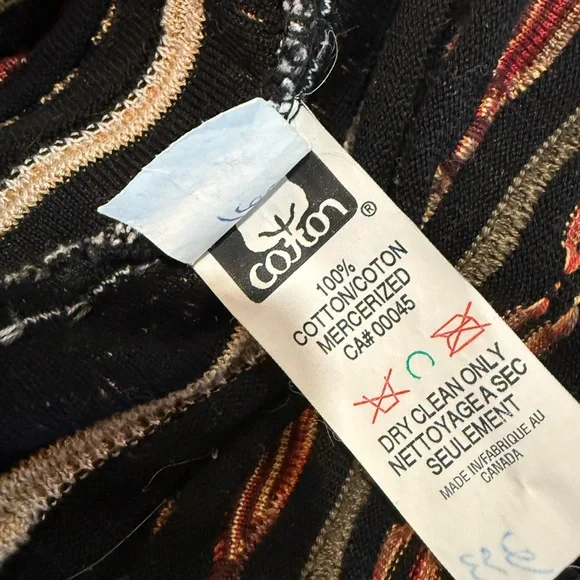 cotton ®
100%
COTTON/COTON
MERCERIZED
CA# 00045
DRY CLEAN ONLY
NETTOYAGE A SEC
SEULEMENT
MADE IN/FABRIQUE AU
CANADA